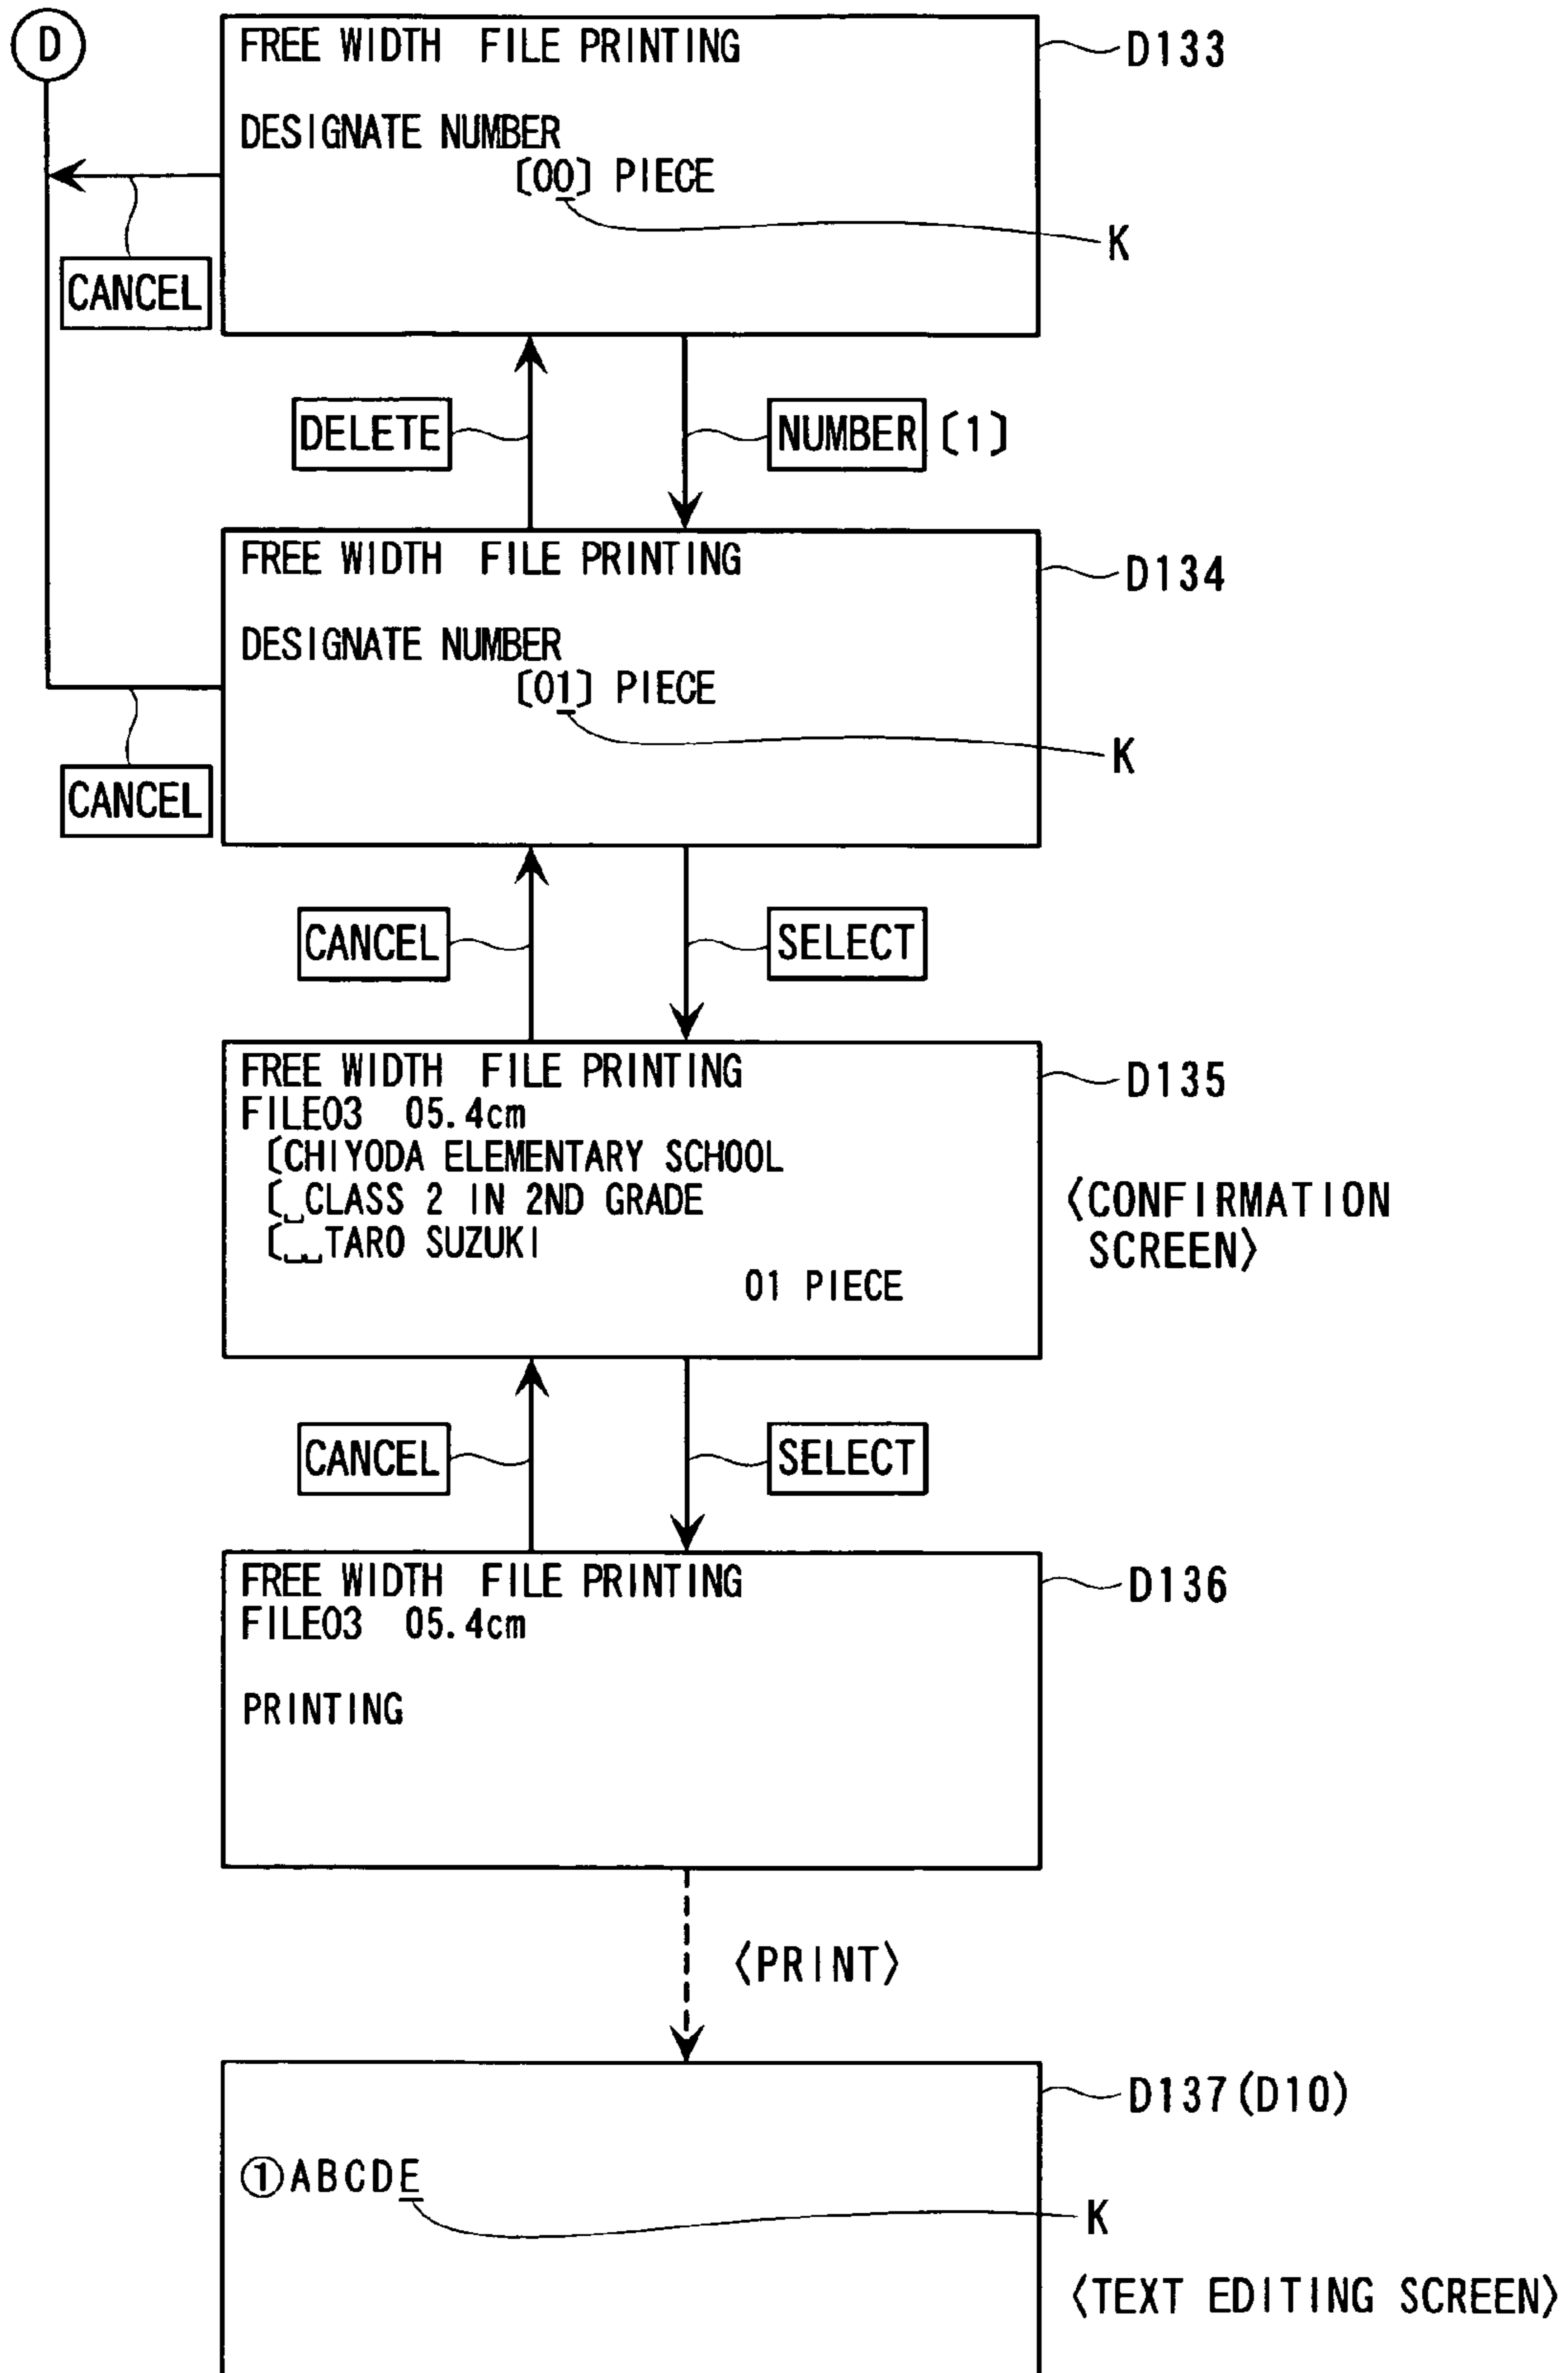 D
FREE WIDTH FILE PRINTING
D133
DESIGNATE NUMBER
[00] PIECE
K
CANCEL
DELETE
NUMBER [1]
FREE WIDTH FILE PRINTING
D134
DESIGNATE NUMBER
[01] PIECE
K
CANCEL
CANCEL
SELECT
FREE WIDTH FILE PRINTING
D135
FILE03 05.4cm
[CHIYODA ELEMENTARY SCHOOL
[␣CLASS 2 IN 2ND GRADE
[␣␣TARO SUZUKI
01 PIECE
〈CONFIRMATION
SCREEN〉
CANCEL
SELECT
FREE WIDTH FILE PRINTING
D136
FILE03 05.4cm
PRINTING
〈PRINT〉
D137(D10)
①ABCDE
K
〈TEXT EDITING SCREEN〉